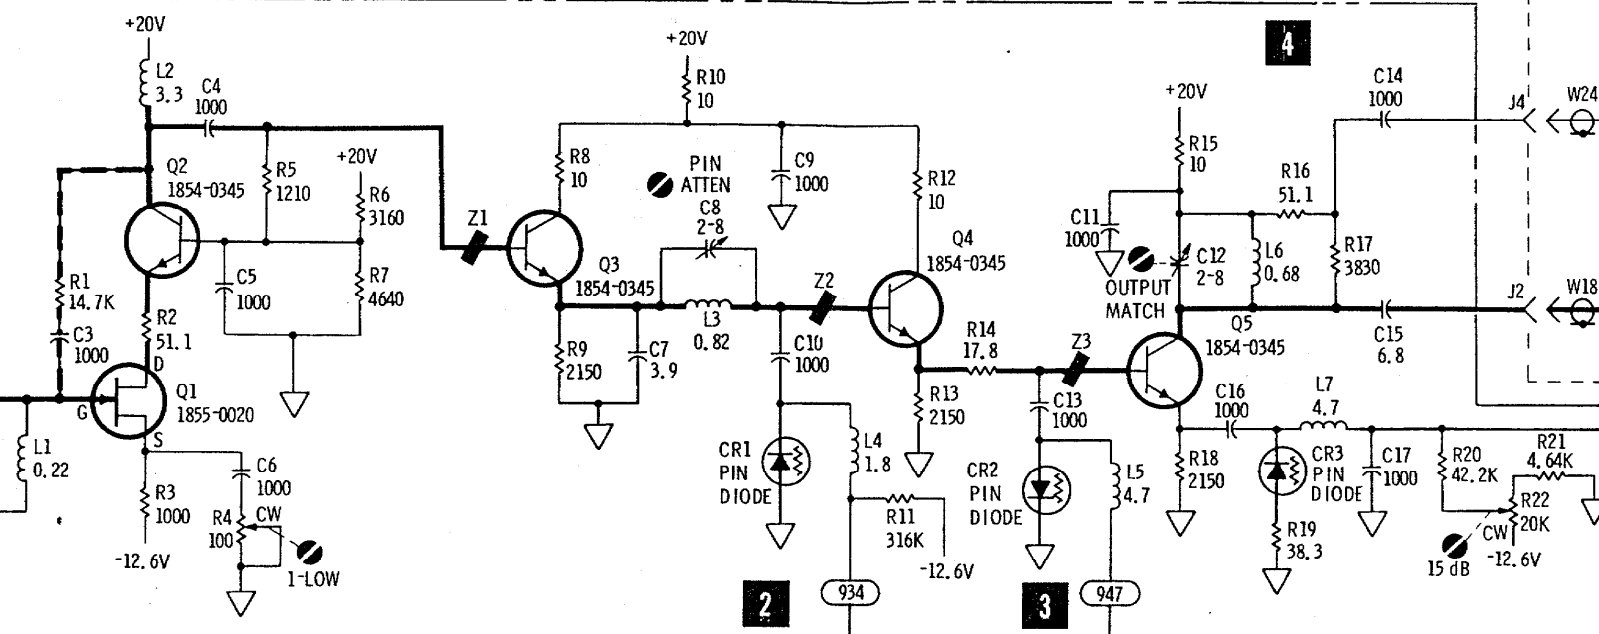 +20V
L2
3.3
C4
1000
Q2
1854-0345
R5
1210
+20V
R6
3160
R7
4640
C5
1000
R1
14.7K
C3
1000
R2
51.1
D
G
S
Q1
1855-0020
L1
0.22
R3
1000
-12.6V
C6
1000
R4
100
CW
1-LOW
Z1
+20V
R10
10
R8
10
PIN
ATTEN
C8
2-8
C9
1000
R12
10
Q3
1854-0345
L3
0.82
Z2
Q4
1854-0345
R9
2150
C7
3.9
C10
1000
CR1
PIN
DIODE
L4
1.8
R11
316K
-12.6V
2
934
R14
17.8
R13
2150
Z3
C13
1000
CR2
PIN
DIODE
L5
4.7
3
947
4
+20V
R15
10
C11
1000
C12
2-8
OUTPUT
MATCH
L6
0.68
R16
51.1
R17
3830
C14
1000
J4
W24
J2
W18
C15
6.8
Q5
1854-0345
C16
1000
L7
4.7
R18
2150
CR3
PIN
DIODE
R19
38.3
C17
1000
R20
42.2K
R21
4.64K
R22
20K
CW
-12.6V
15 dB